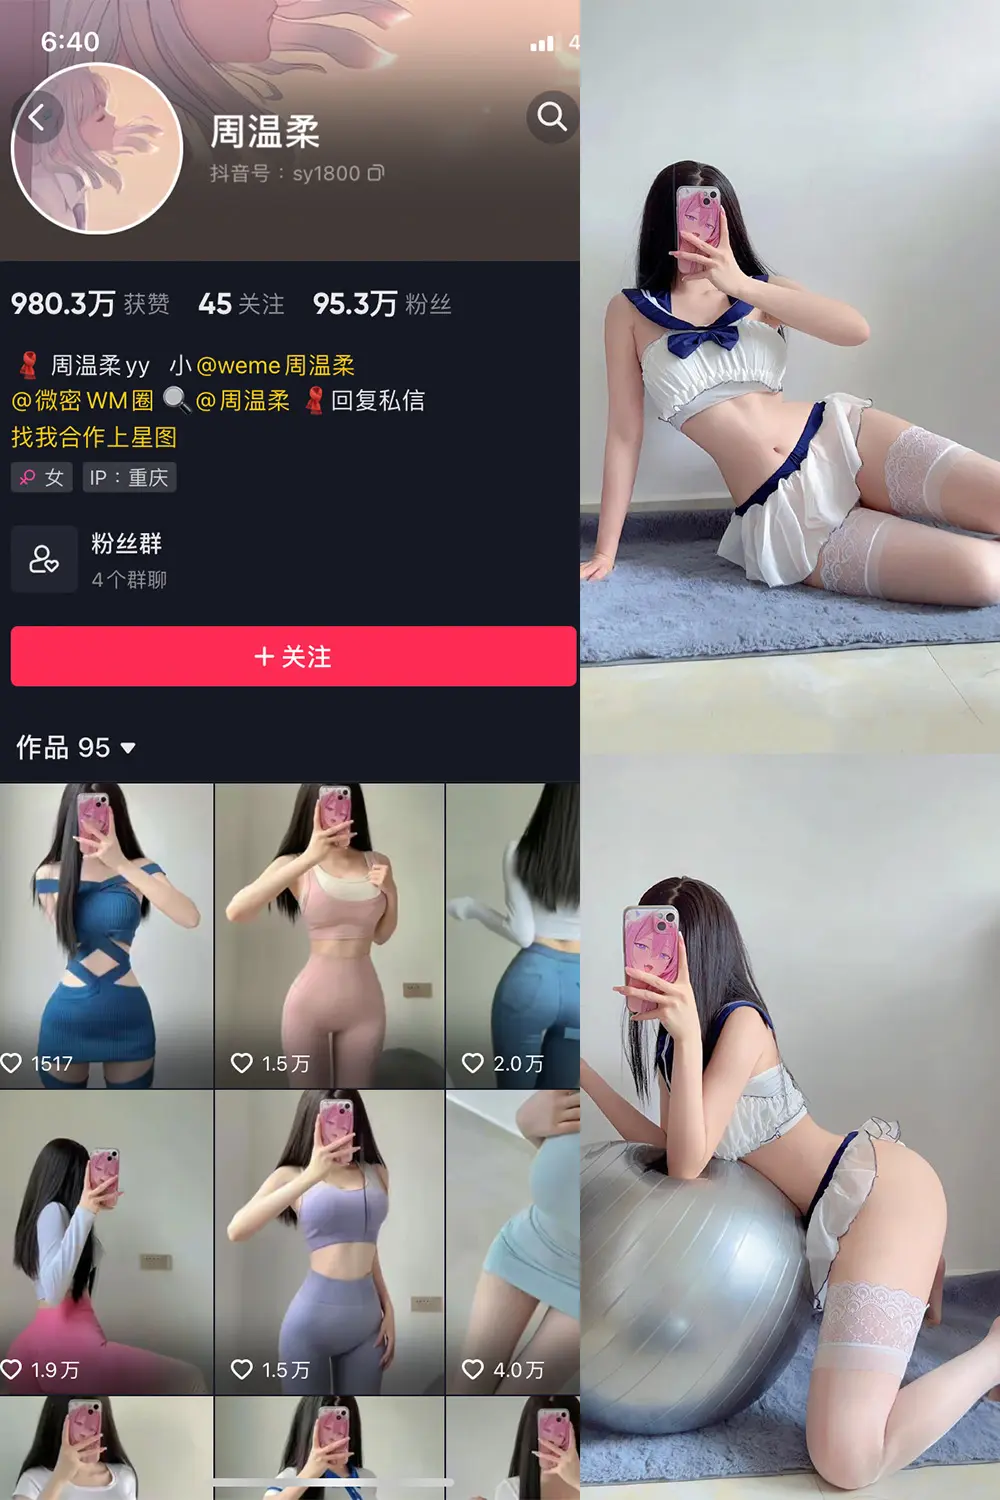 6:40
4
周温柔
抖音号：sy1800
980.3万 获赞 45 关注 95.3万 粉丝
周温柔yy 小@weme周温柔
@微密WM圈 @周温柔 回复私信
找我合作上星图
女 IP：重庆
粉丝群
4个群聊
+ 关注
作品 95
1517 1.5万 2.0万
1.9万 1.5万 4.0万